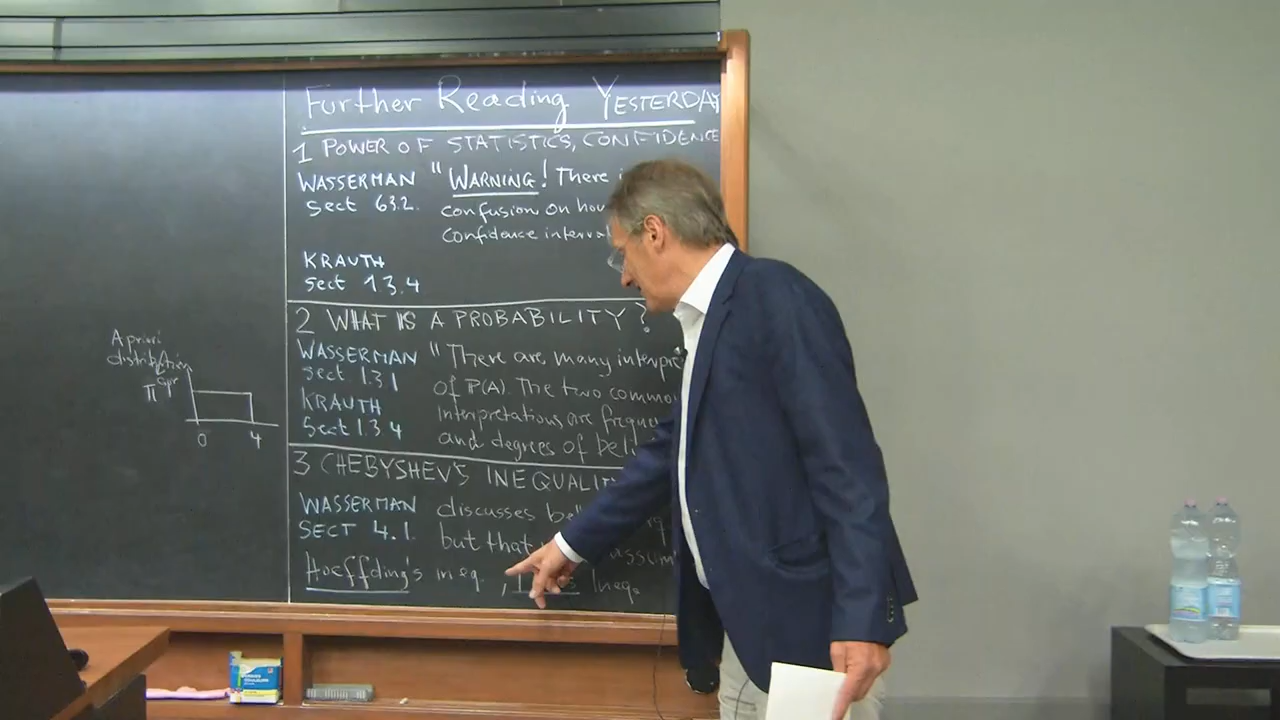 Further Reading YESTERDAY
1 POWER OF STATISTICS, CONFIDENCE
WASSERMAN "WARNING! There
Sect 6.3.2. confusion on how
Confidence interval
KRAUTH
Sect 1.3.4
2 WHAT IS A PROBABILITY?
WASSERMAN "There are many interpre
Sect 1.3.1 of P(A). The two commo
KRAUTH interpretations are freque
Sect 1.3.4 and degrees of beli
3 CHEBYSHEV'S INEQUALIT
WASSERMAN discusses
SECT 4.1. but that assum
Hoeffding's ineq., Ineq.
A priori
distribution
π apr
0 4